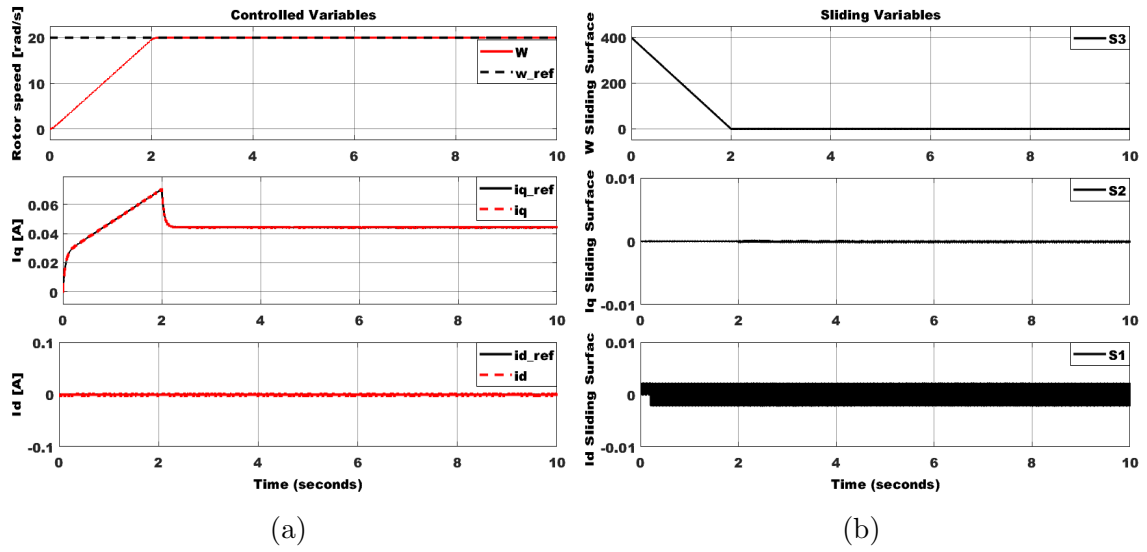 Controlled Variables
Rotor speed [rad/s]
20
10
0
W
w_ref
0 2 4 6 8 10
Iq [A]
0.06
0.04
0.02
0
iq_ref
iq
0 2 4 6 8 10
Id [A]
0.1
0
-0.1
id_ref
id
0 2 4 6 8 10
Time (seconds)
(a)
Sliding Variables
W Sliding Surface
400
200
0
S3
0 2 4 6 8 10
Iq Sliding Surface
0.01
0
-0.01
S2
0 2 4 6 8 10
Id Sliding Surfac
0.01
0
-0.01
S1
0 2 4 6 8 10
Time (seconds)
(b)